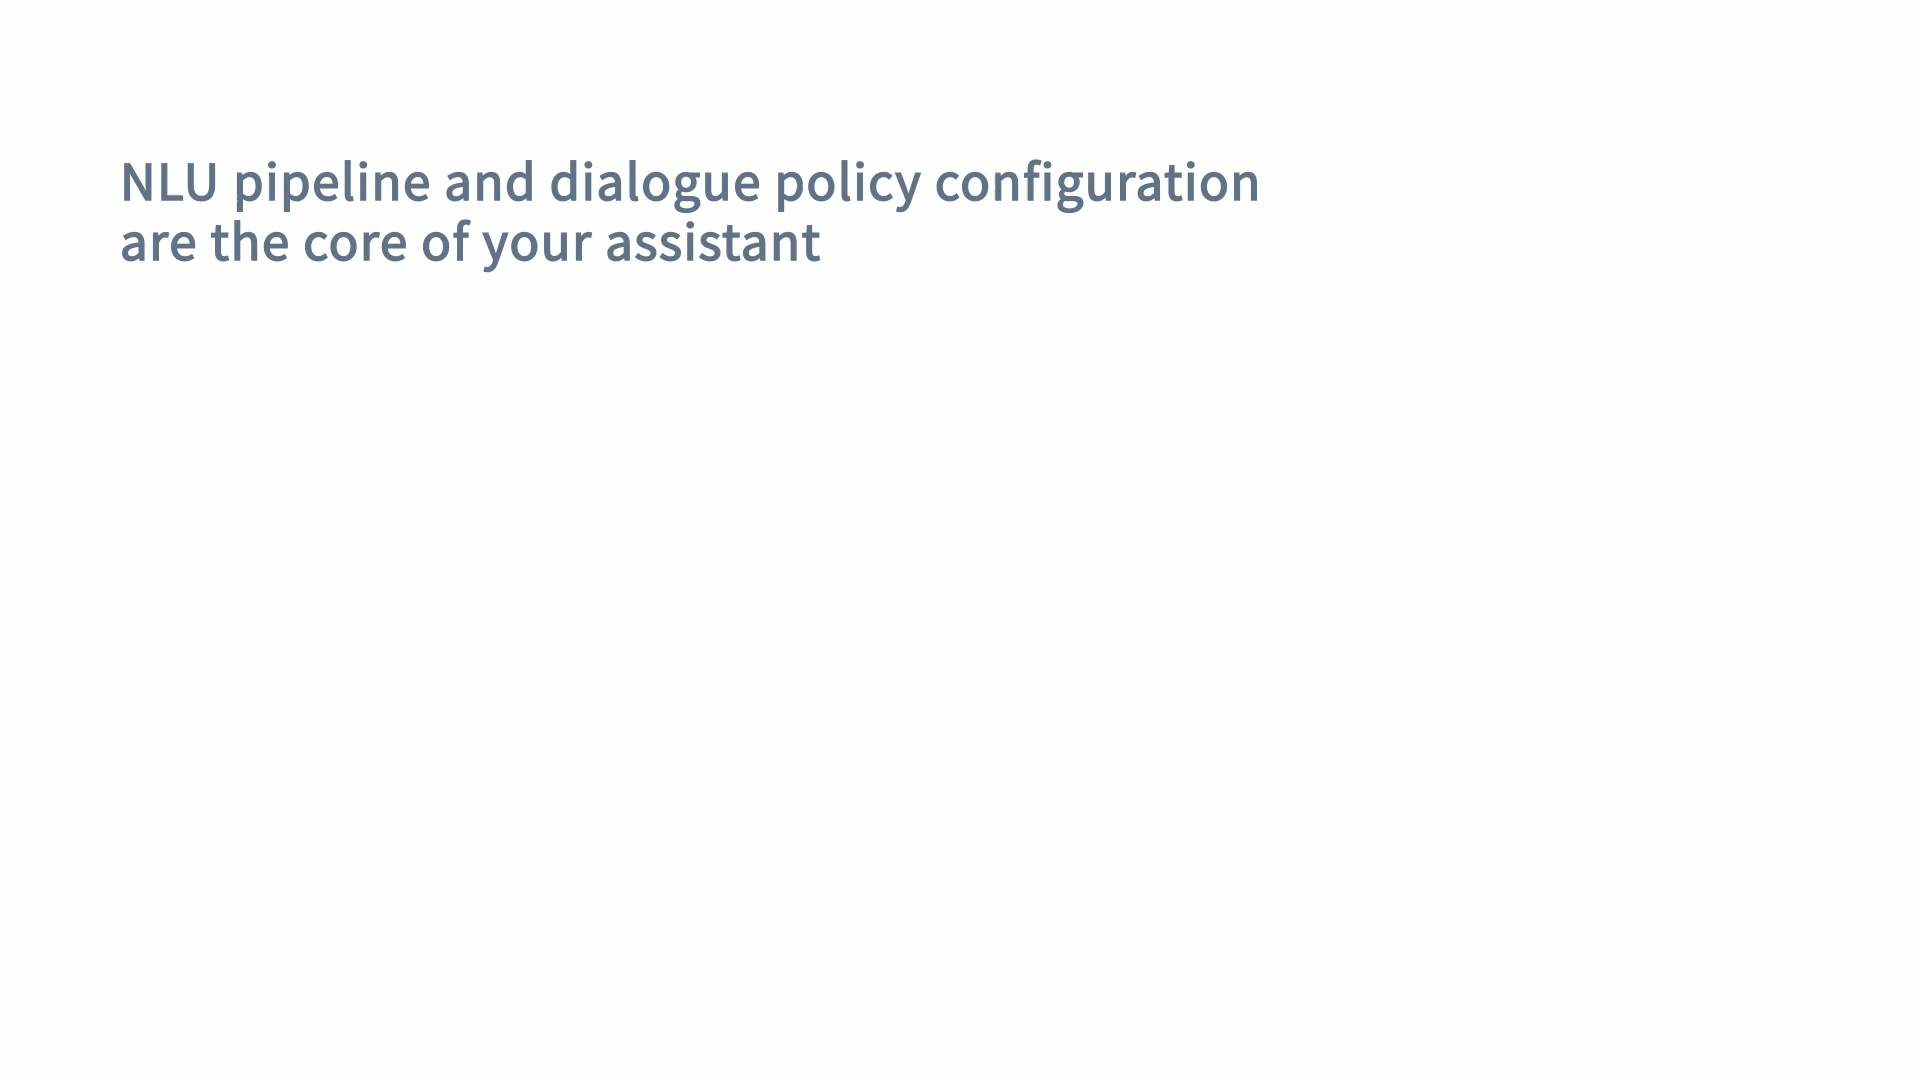 NLU pipeline and dialogue policy configuration
are the core of your assistant